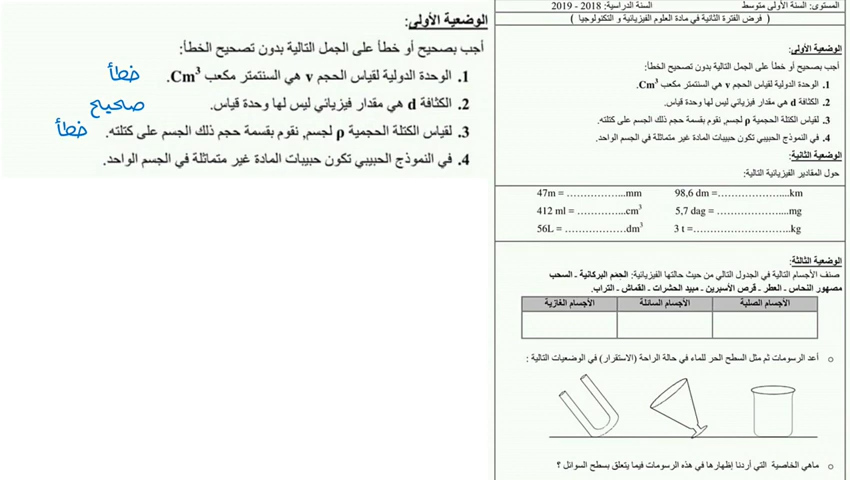 المستوى: السنة الأولى متوسط
السنة الدراسية: 2018 - 2019
( فرض الفترة الثانية في مادة العلوم الفيزيائية و التكنولوجيا )
الوضعية الأولى:
أجب بصحيح أو خطأ على الجمل التالية بدون تصحيح الخطأ:
1. الوحدة الدولية لقياس الحجم v هي السنتمتر مكعب Cm³. خطأ
2. الكثافة d هي مقدار فيزيائي ليس لها وحدة قياس. صحيح
3. لقياس الكتلة الحجمية ρ لجسم, نقوم بقسمة حجم ذلك الجسم على كتلته. خطأ
4. في النموذج الحبيبي تكون حبيبات المادة غير متماثلة في الجسم الواحد.
الوضعية الأولى:
أجب بصحيح أو خطأ على الجمل التالية بدون تصحيح الخطأ:
1. الوحدة الدولية لقياس الحجم v هي السنتمتر مكعب Cm³.
2. الكثافة d هي مقدار فيزيائي ليس لها وحدة قياس.
3. لقياس الكتلة الحجمية ρ لجسم, نقوم بقسمة حجم ذلك الجسم على كتلته.
4. في النموذج الحبيبي تكون حبيبات المادة غير متماثلة في الجسم الواحد.
الوضعية الثانية:
حول المقادير الفيزيائية التالية:
47m = ……………...mm 98,6 dm =………………....km
412 ml = …………...cm³ 5,7 dag = ………………....mg
56L = ………………dm³ 3 t =……………………..kg
الوضعية الثالثة:
صنف الأجسام التالية في الجدول التالي من حيث حالتها الفيزيائية: الحِمَم البركانية ـ السحب
مصهور النحاس ـ العطر ـ قرص الأسبرين ـ مبيد الحشرات ـ القماش ـ التراب.
الأجسام الصلبة الأجسام السائلة الأجسام الغازية
o أعد الرسومات ثم مثل السطح الحر للماء في حالة الراحة (الاستقرار) في الوضعيات التالية :
o ماهي الخاصية التي أردنا إظهارها في هذه الرسومات فيما يتعلق بسطح السوائل ؟